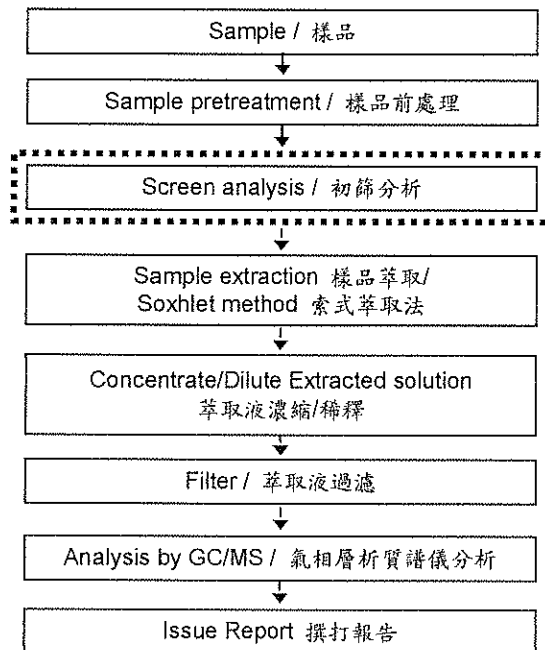 Sample / 樣品
Sample pretreatment / 樣品前處理
Screen analysis / 初篩分析
Sample extraction 樣品萃取/
Soxhlet method 索式萃取法
Concentrate/Dilute Extracted solution
萃取液濃縮/稀釋
Filter / 萃取液過濾
Analysis by GC/MS / 氣相層析質譜儀分析
Issue Report 撰打報告